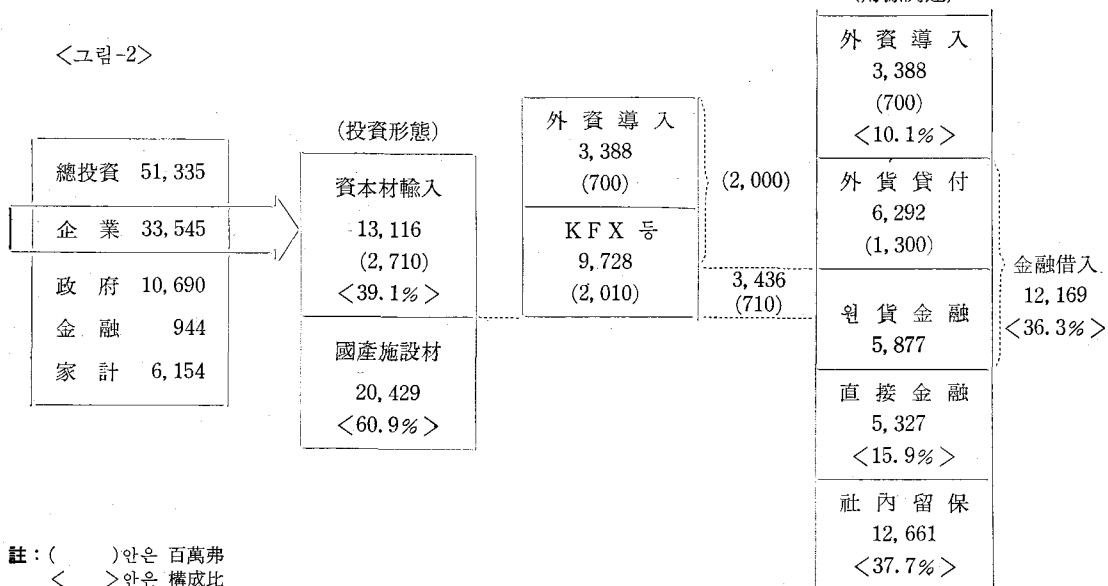 <그림-2>
總投資 51,335
企業 33,545
政府 10,690
金融 944
家計 6,154
(投資形態)
資本材輸入
13,116
(2,710)
<39.1%>
國產施設材
20,429
<60.9%>
外資導入
3,388
(700)
KFX 등
9,728
(2,010)
(2,000)
3,436
(710)
外資導入
3,388
(700)
<10.1%>
外貨貸付
6,292
(1,300)
원貨金融
5,877
直接金融
5,327
<15.9%>
社內留保
12,661
<37.7%>
金融借入
12,169
<36.3%>
註:( )안은 百萬弗
< >안은 構成比